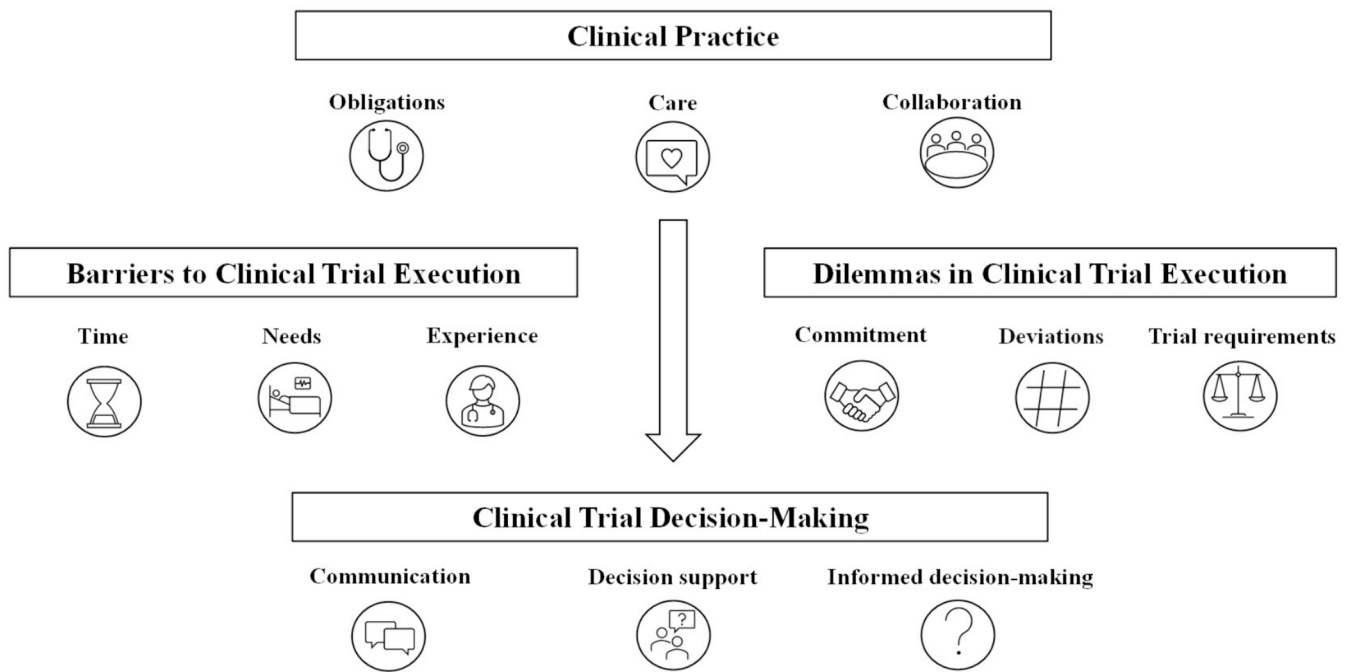 Clinical Practice
Obligations
Care
Collaboration
Barriers to Clinical Trial Execution
Dilemmas in Clinical Trial Execution
Time
Needs
Experience
Commitment
Deviations
Trial requirements
Clinical Trial Decision-Making
Communication
Decision support
Informed decision-making
?
?